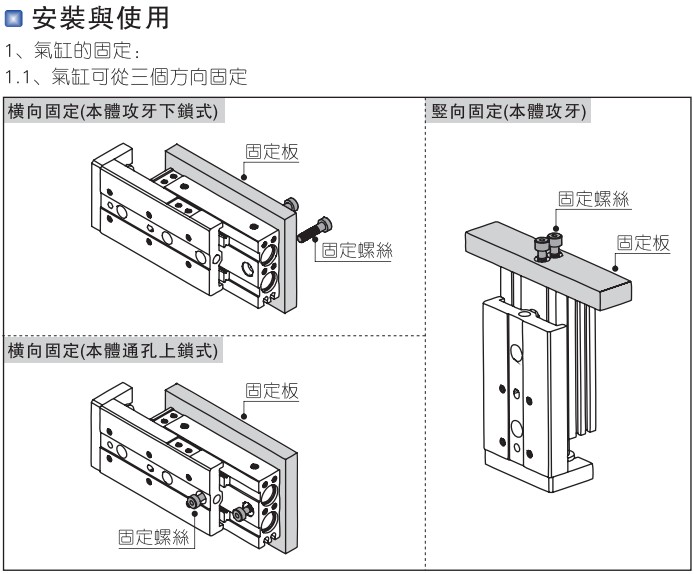 安裝與使用
1、氣缸的固定：
1.1、氣缸可從三個方向固定
橫向固定(本體攻牙下鎖式)
固定板
固定螺絲
橫向固定(本體通孔上鎖式)
固定板
固定螺絲
竪向固定(本體攻牙)
固定螺絲
固定板